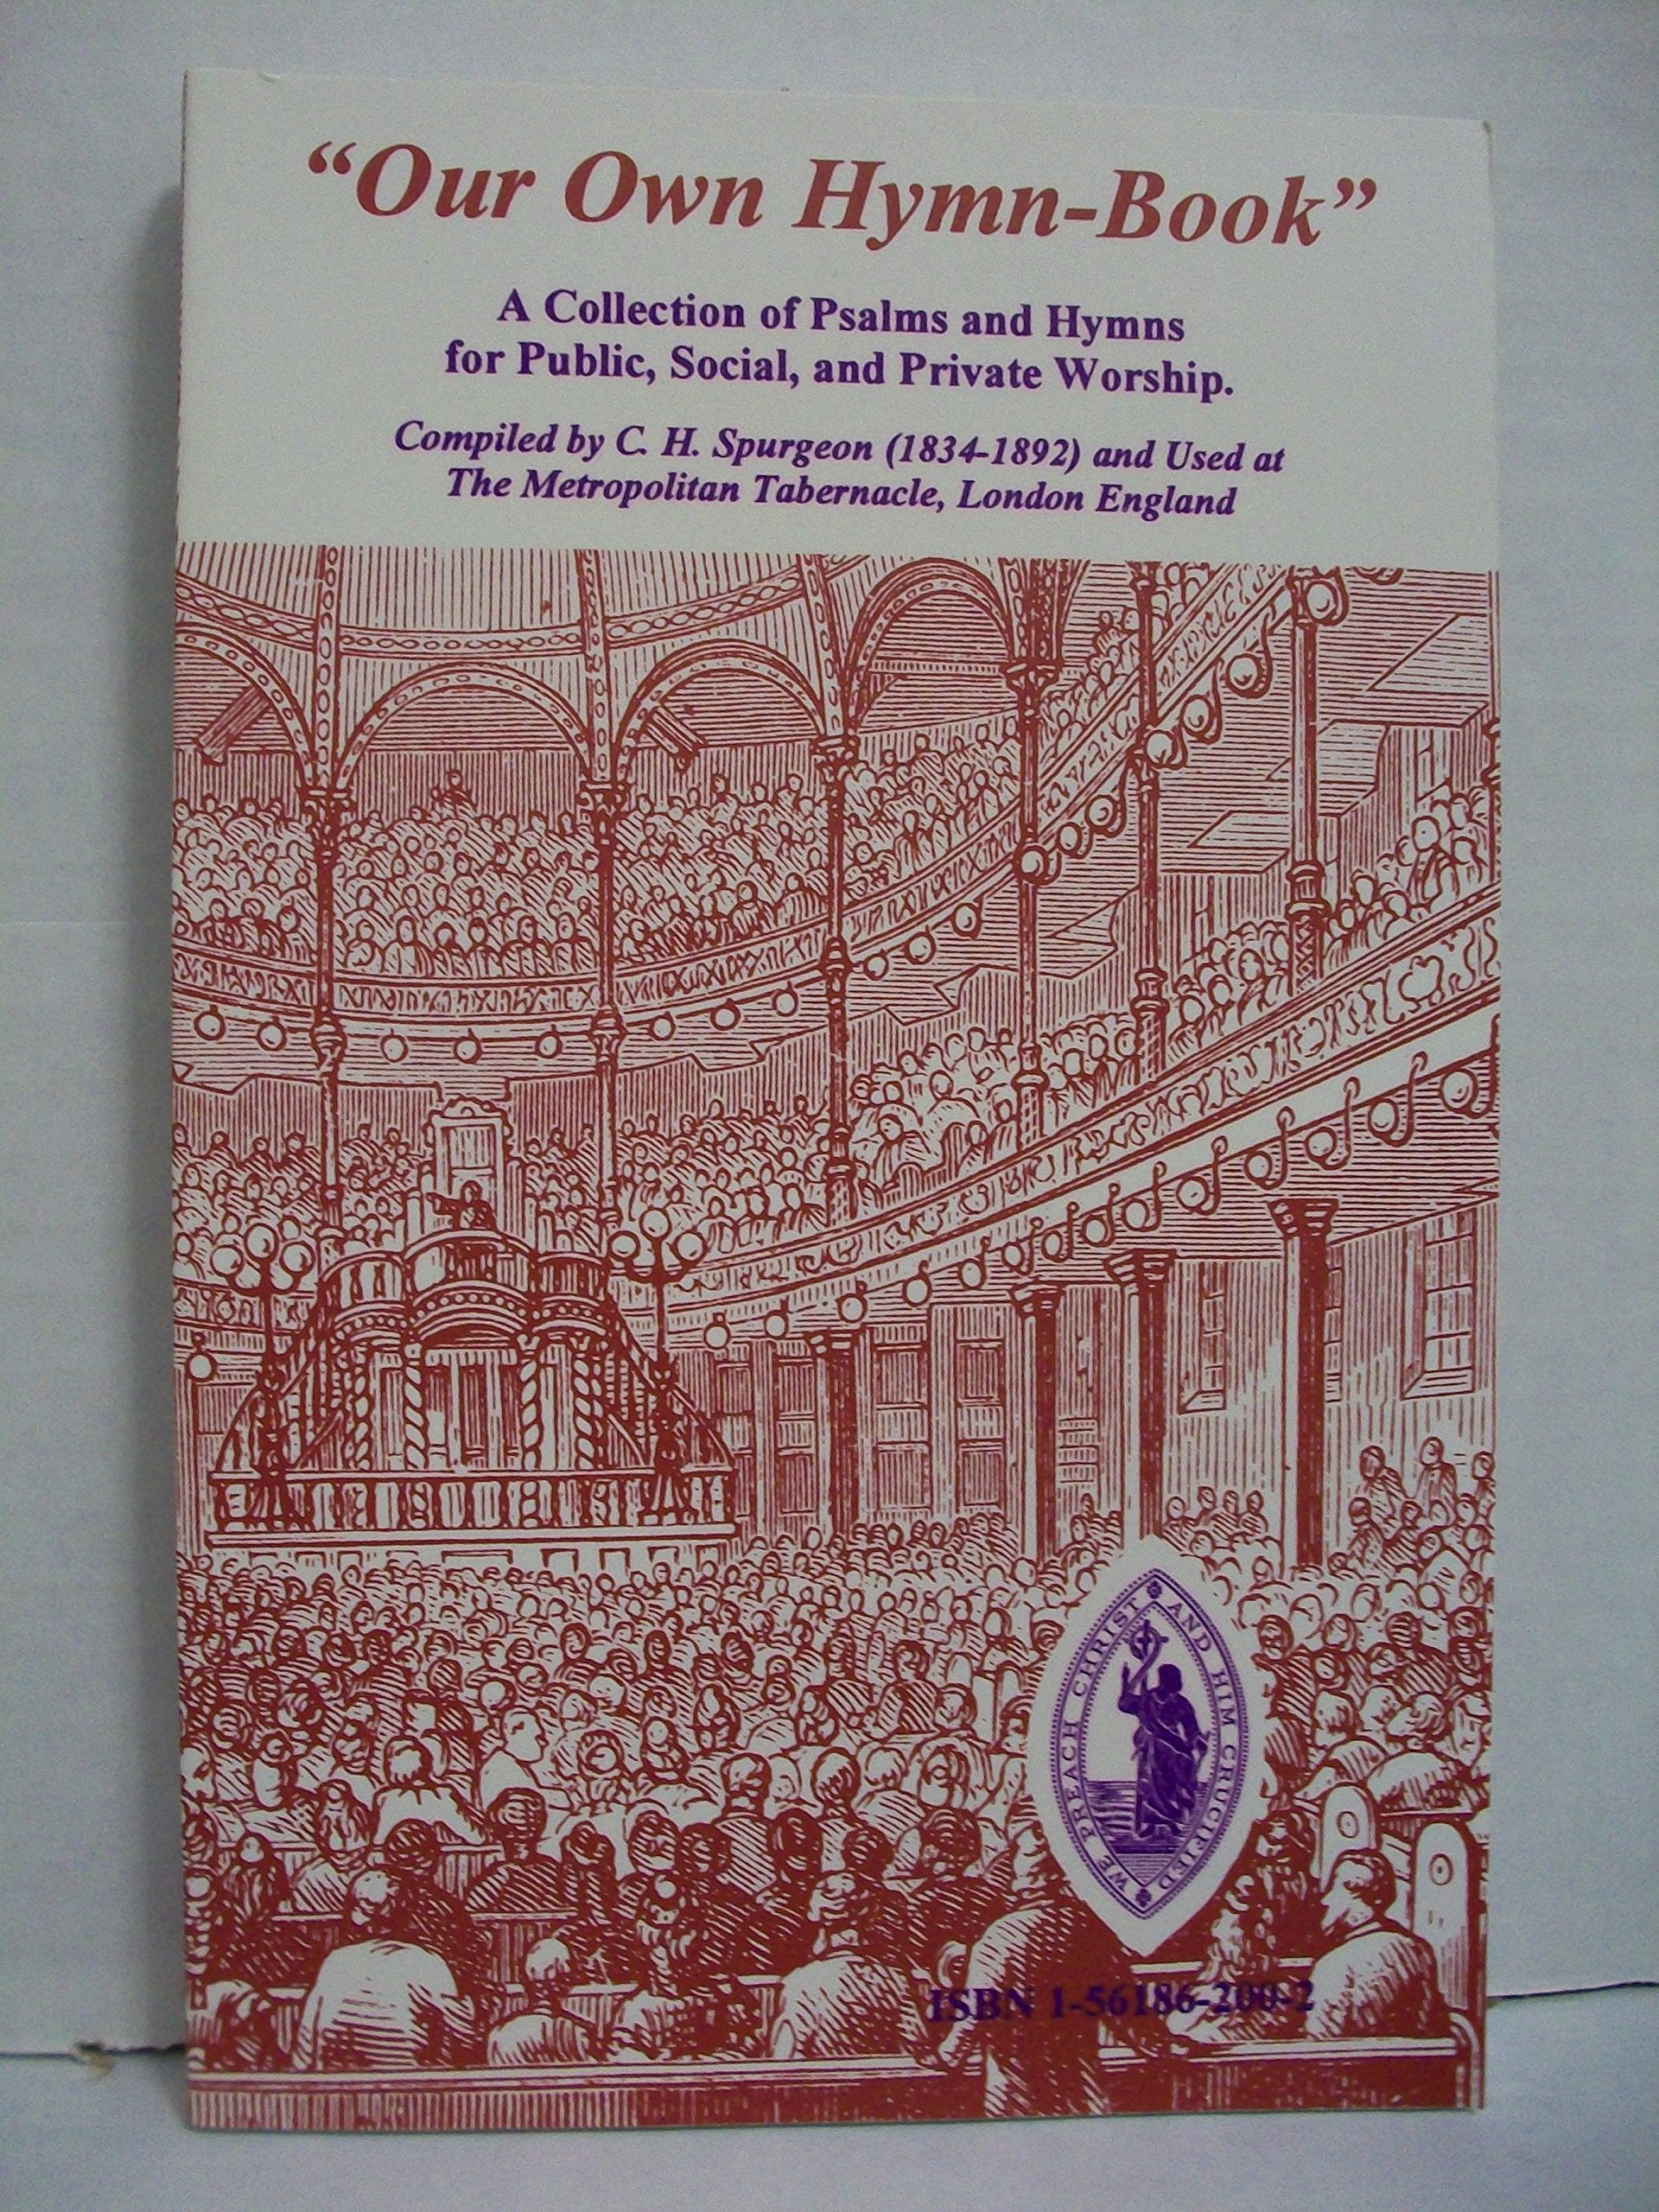 “Our Own Hymn-Book”
A Collection of Psalms and Hymns
for Public, Social, and Private Worship.
Compiled by C. H. Spurgeon (1834-1892) and Used at
The Metropolitan Tabernacle, London England
WE PREACH CHRIST AND HIM CRUCIFIED
ISBN 1-56186-200-2